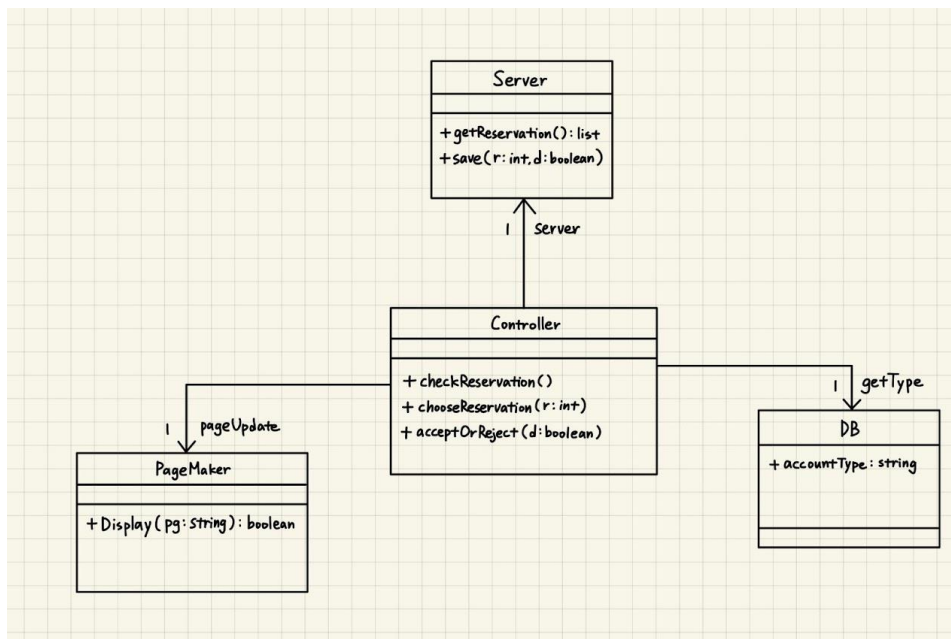 Server
+ getReservation(): list
+ save(r: int, d: boolean)
1 server
Controller
+ checkReservation()
+ chooseReservation(r: int)
+ acceptOrReject(d: boolean)
1 pageUpdate
PageMaker
+ Display(pg: string): boolean
1 getType
DB
+ accountType: string